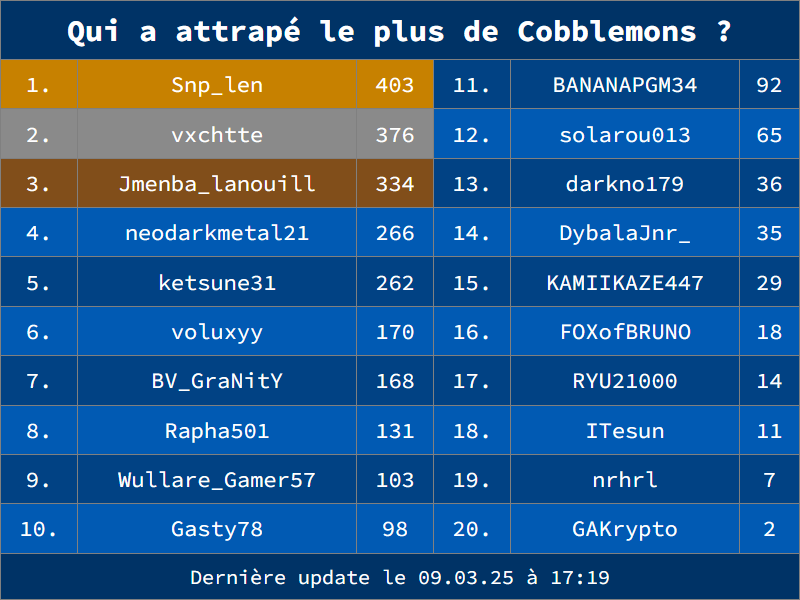 Qui a attrapé le plus de Cobblemons ?
1. Snp_len 403
2. vxchtte 376
3. Jmenba_lanouill 334
4. neodarkmetal21 266
5. ketsune31 262
6. voluxyy 170
7. BV_GraNitY 168
8. Rapha501 131
9. Wullare_Gamer57 103
10. Gasty78 98
11. BANANAPGM34 92
12. solarou013 65
13. darkno179 36
14. DybalaJnr_ 35
15. KAMIIKAZE447 29
16. FOXofBRUNO 18
17. RYU21000 14
18. ITesun 11
19. nrhrl 7
20. GAKrypto 2
Dernière update le 09.03.25 à 17:19